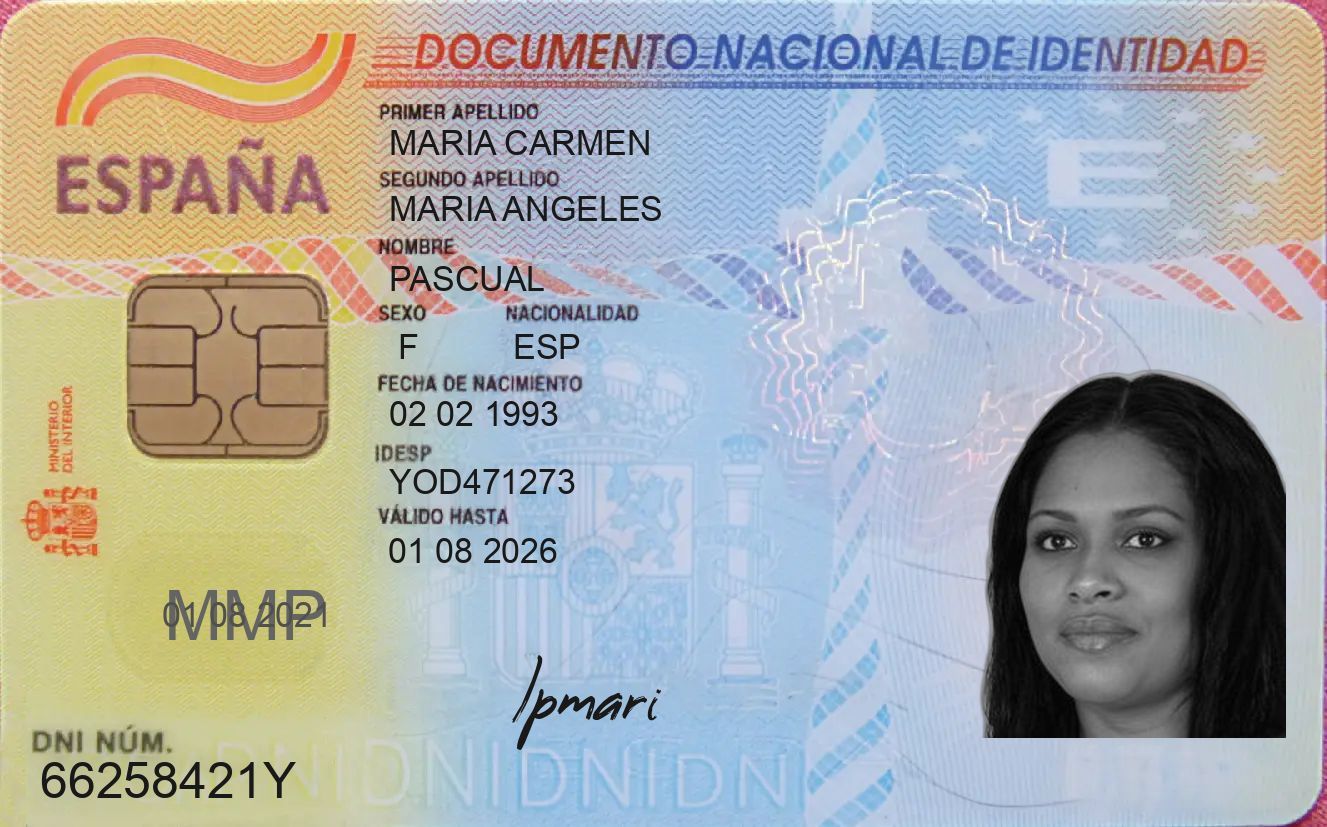 DOCUMENTO NACIONAL DE IDENTIDAD
ESPAÑA
PRIMER APELLIDO
MARIA CARMEN
SEGUNDO APELLIDO
MARIA ANGELES
NOMBRE
PASCUAL
SEXO NACIONALIDAD
F ESP
FECHA DE NACIMIENTO
02 02 1993
IDESP
YOD471273
VÁLIDO HASTA
01 08 2026
MINISTERIO
DEL INTERIOR
E
MMP
01 08 2021
Ipmari
DNI NÚM.
66258421Y
DNIDNIDNIDNI